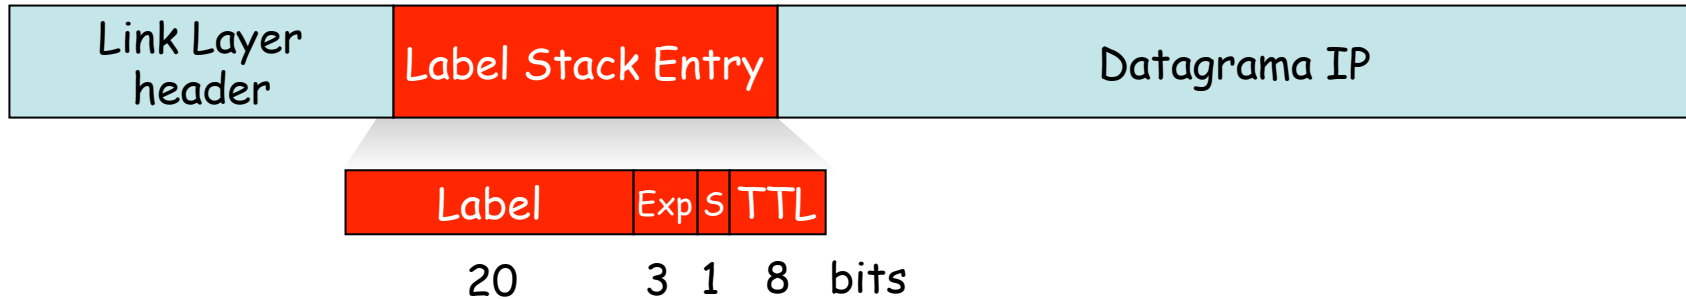 Link Layer
header
Label Stack Entry
Datagrama IP
Label Exp S TTL
20 3 1 8 bits